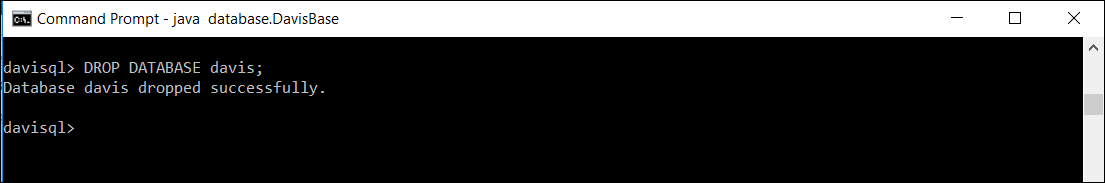 Command Prompt - java  database.DavisBase
davisql> DROP DATABASE davis;
Database davis dropped successfully.
davisql>